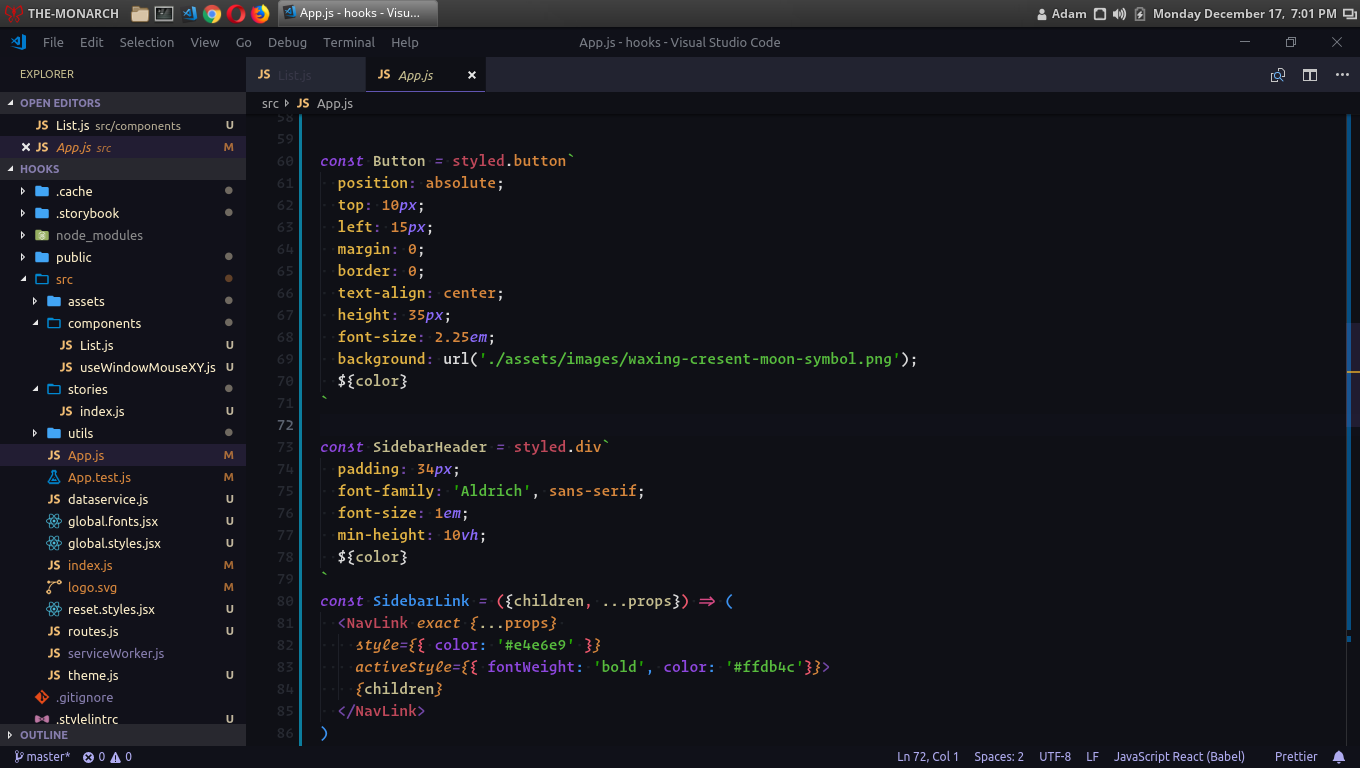 THE-MONARCH
App.js - hooks - Visu...
Adam
Monday December 17, 7:01 PM
File Edit Selection View Go Debug Terminal Help
App.js - hooks - Visual Studio Code
EXPLORER
JS List.js
JS App.js ×
src JS App.js
OPEN EDITORS
JS List.js src/components U
× JS App.js src M
HOOKS
.cache
.storybook
node_modules
public
src
assets
components
JS List.js U
JS useWindowMouseXY.js U
stories
JS index.js U
utils
JS App.js M
App.test.js M
JS dataservice.js U
global.fonts.jsx U
global.styles.jsx U
JS index.js M
logo.svg M
reset.styles.jsx U
JS routes.js U
JS serviceWorker.js
JS theme.js U
.gitignore
.stylelintrc U
OUTLINE
58
59
60 const Button = styled.button`
61 position: absolute;
62 top: 10px;
63 left: 15px;
64 margin: 0;
65 border: 0;
66 text-align: center;
67 height: 35px;
68 font-size: 2.25em;
69 background: url('./assets/images/waxing-cresent-moon-symbol.png');
70 ${color}
71 `
72
73 const SidebarHeader = styled.div`
74 padding: 34px;
75 font-family: 'Aldrich', sans-serif;
76 font-size: 1em;
77 min-height: 10vh;
78 ${color}
79 `
80 const SidebarLink = ({children, ...props}) => (
81 <NavLink exact {...props}
82 style={{ color: '#e4e6e9' }}
83 activeStyle={{ fontWeight: 'bold', color: '#ffdb4c'}}>
84 {children}
85 </NavLink>
86 )
master* 0 0
Ln 72, Col 1 Spaces: 2 UTF-8 LF JavaScript React (Babel) Prettier